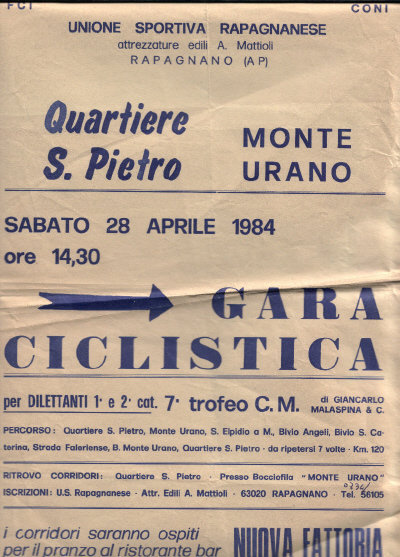 FCI CONI
UNIONE SPORTIVA RAPAGNANESE
attrezzature edili A. Mattioli
RAPAGNANO (AP)
Quartiere
S. Pietro
MONTE
URANO
SABATO 28 APRILE 1984
ore 14,30
GARA
CICLISTICA
per DILETTANTI 1ª e 2ª cat. 7° trofeo C.M. di GIANCARLO
MALASPINA & C.
PERCORSO: Quartiere S. Pietro, Monte Urano, S. Elpidio a M., Bivio Angeli, Bivio S. Ca-
terina, Strada Faleriense, B. Monte Urano, Quartiere S. Pietro - da ripetersi 7 volte - Km. 120
RITROVO CORRIDORI: Quartiere S. Pietro - Presso Bocciofila "MONTE URANO"
0734/
ISCRIZIONI: U.S. Rapagnanese - Attr. Edili A. Mattioli - 63020 RAPAGNANO - Tel. 56105
i corridori saranno ospiti
per il pranzo al ristorante bar
NUOVA FATTORIA